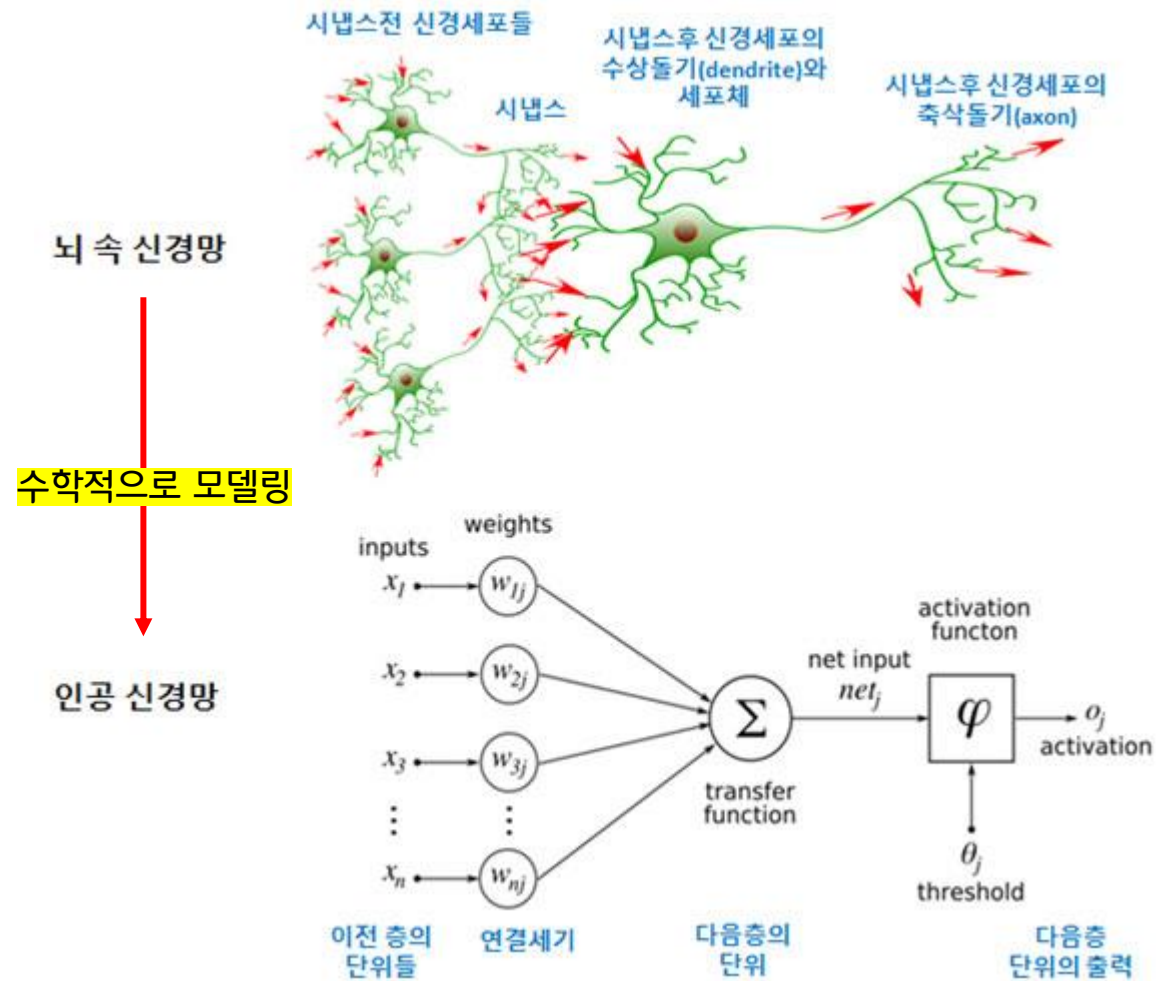 시냅스전 신경세포들
시냅스
시냅스후 신경세포의
수상돌기(dendrite)와
세포체
시냅스후 신경세포의
축삭돌기(axon)
뇌 속 신경망
수학적으로 모델링
인공 신경망
inputs
weights
x1
w1j
x2
w2j
x3
w3j
⋮
⋮
xn
wnj
Σ
transfer
function
net input
netj
activation
functon
φ
oj
activation
θj
threshold
이전 층의
단위들
연결세기
다음층의
단위
다음층
단위의 출력